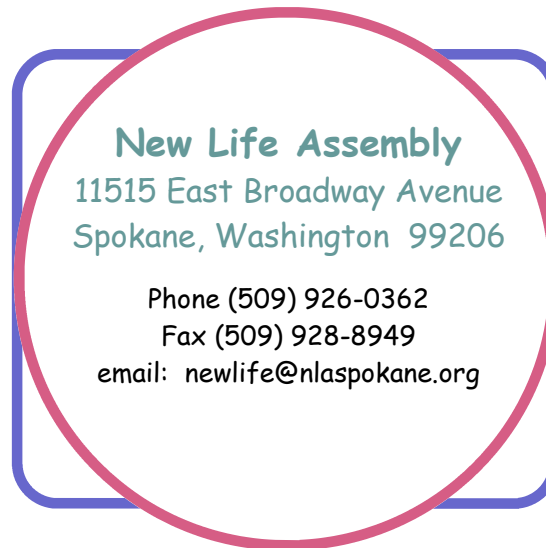 New Life Assembly
11515 East Broadway Avenue
Spokane, Washington  99206
Phone (509) 926-0362
Fax (509) 928-8949
email:  newlife@nlaspokane.org